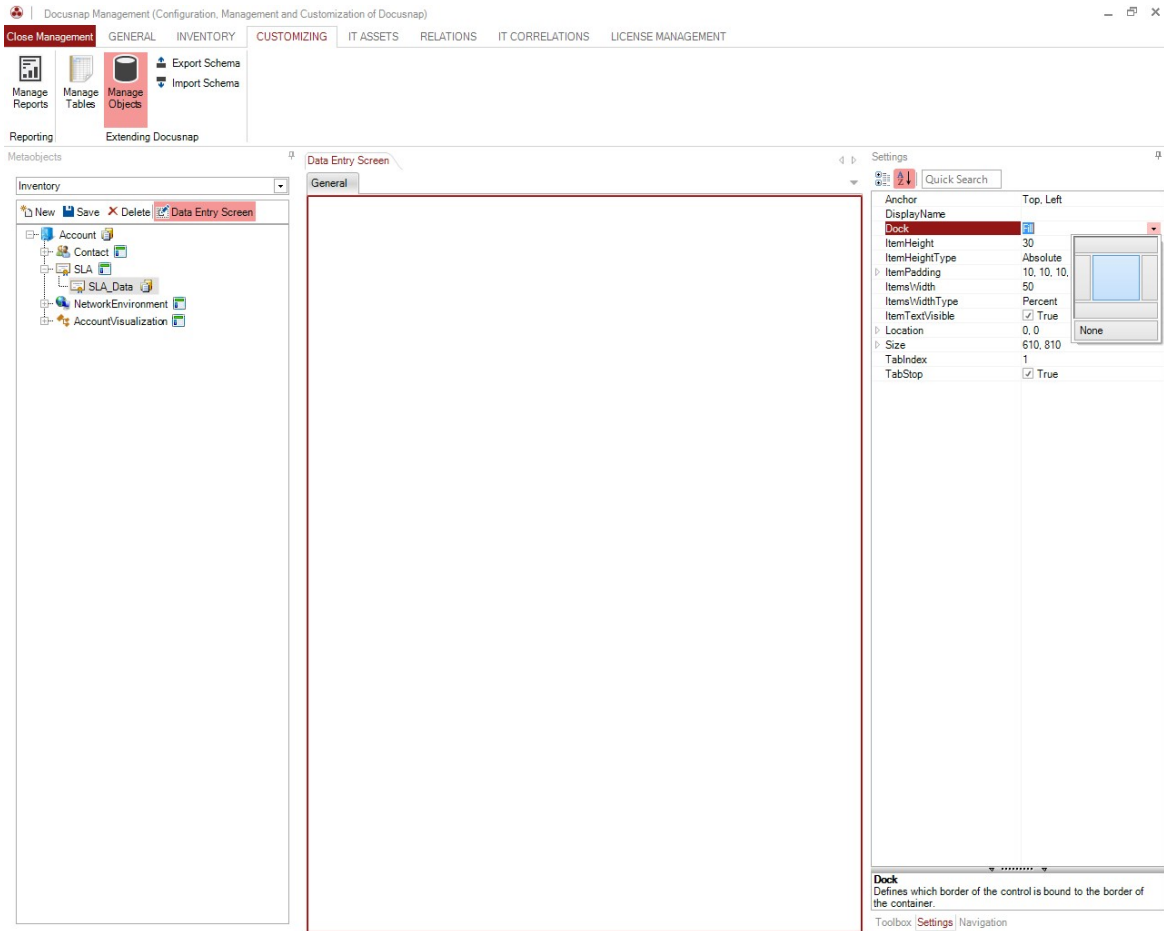 Docusnap Management (Configuration, Management and Customization of Docusnap)
Close Management GENERAL INVENTORY CUSTOMIZING IT ASSETS RELATIONS IT CORRELATIONS LICENSE MANAGEMENT
Manage Reports
Manage Tables
Manage Objects
Export Schema
Import Schema
Reporting
Extending Docusnap
Metaobjects
Inventory
New Save Delete Data Entry Screen
Account
Contact
SLA
SLA_Data
NetworkEnvironment
AccountVisualization
Data Entry Screen
General
Settings
Quick Search
Anchor Top, Left
DisplayName
Dock Fill
ItemHeight 30
ItemHeightType Absolute
ItemPadding 10, 10, 10,
ItemsWidth 50
ItemsWidthType Percent
ItemTextVisible True
Location 0, 0
Size 610, 810
TabIndex 1
TabStop True
None
Dock
Defines which border of the control is bound to the border of
the container.
Toolbox Settings Navigation